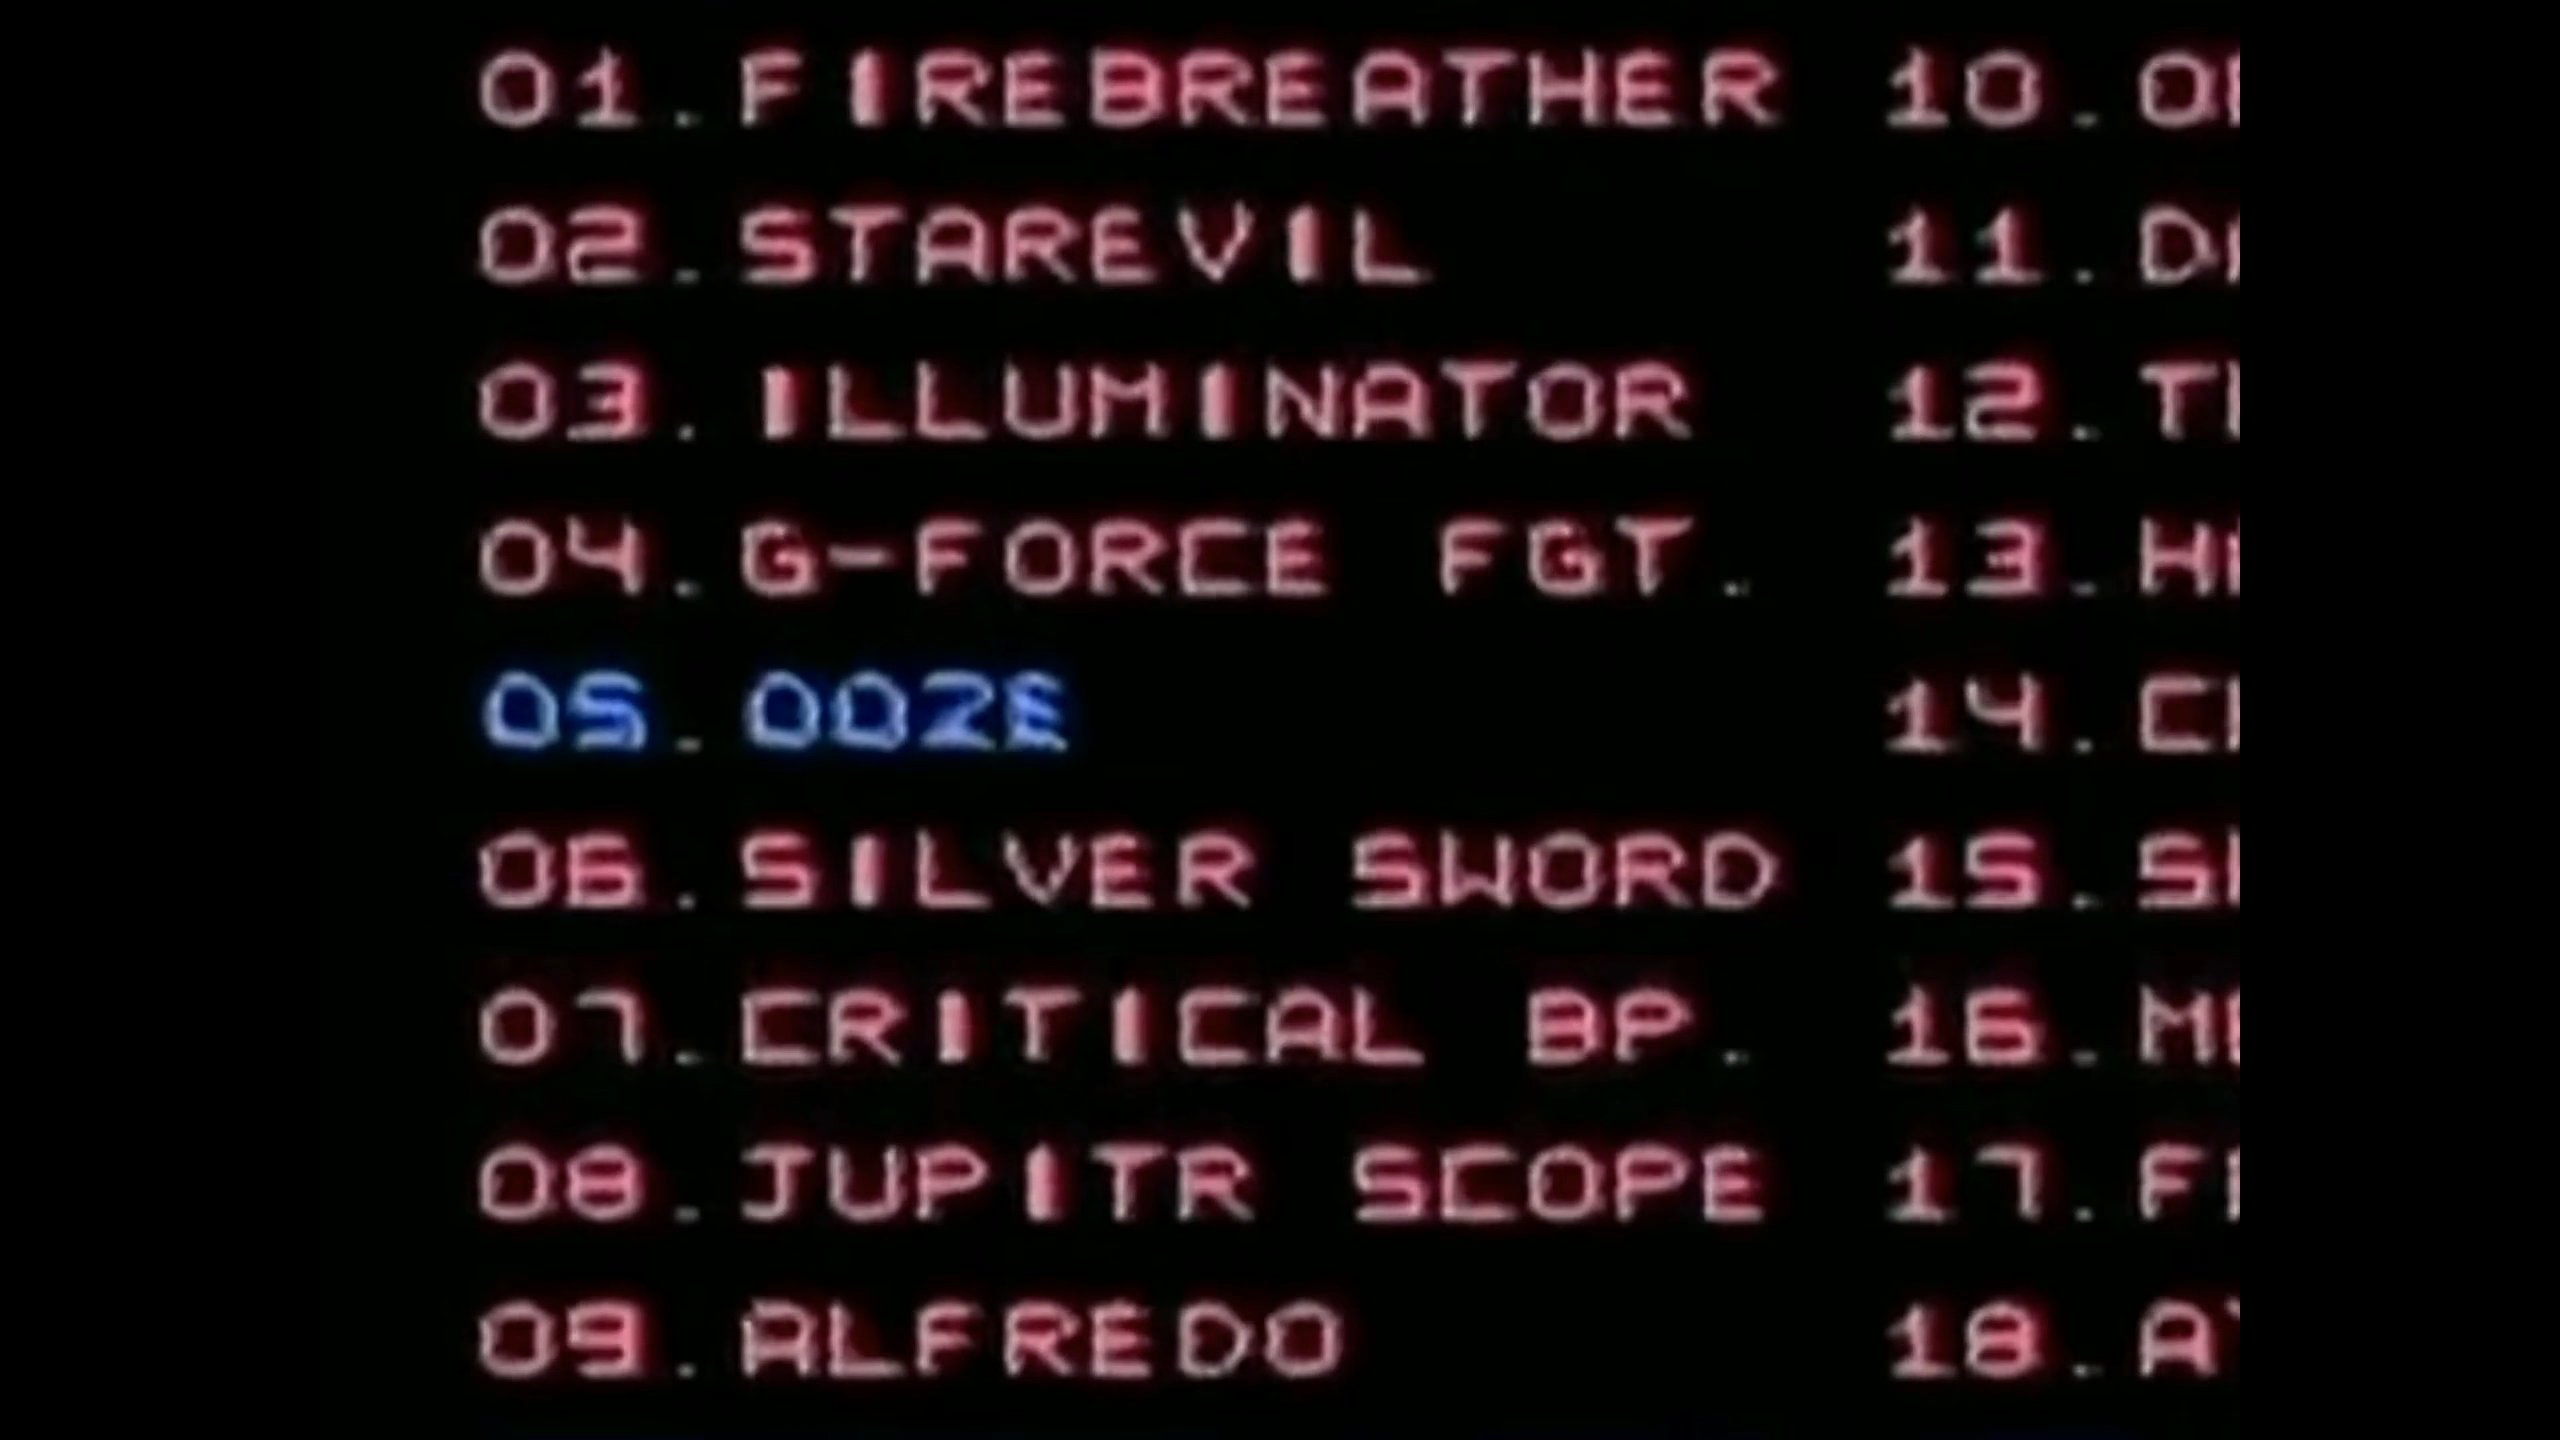 01.FIREBREATHER 10.O
02.STAREVIL 11.D
03.ILLUMINATOR 12.T
04.G-FORCE FGT. 13.H
05.OOZE 14.C
06.SILVER SWORD 15.S
07.CRITICAL BP. 16.M
08.JUPITR SCOPE 17.F
09.ALFREDO 18.A